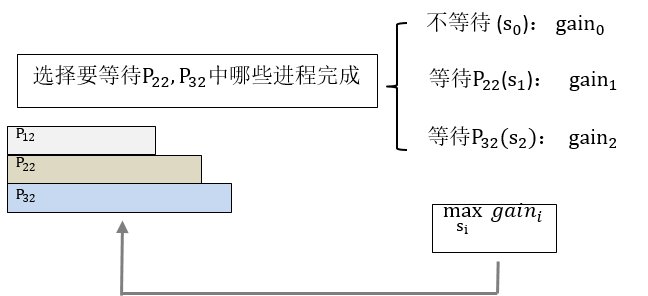 不等待 (s₀)： gain₀
选择要等待P₂₂, P₃₂中哪些进程完成
等待P₂₂(s₁)： gain₁
等待P₃₂(s₂)： gain₂
P₁₂
P₂₂
P₃₂
max gainᵢ
sᵢ